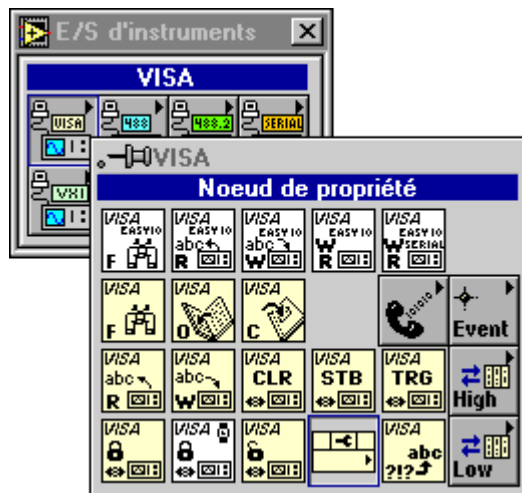 E/S d'instruments
VISA
VISA 488 488.2 SERIAL
VXI
VISA
Noeud de propriété
VISA VISA VISA VISA VISA
EASY IO EASY IO EASY IO EASY IO EASY IO
abc abc W W SERIAL
F R W R R
VISA VISA VISA
F O C Event
VISA VISA VISA VISA VISA
abc abc CLR STB TRG
R W High
VISA VISA VISA VISA
abc
?!? Low